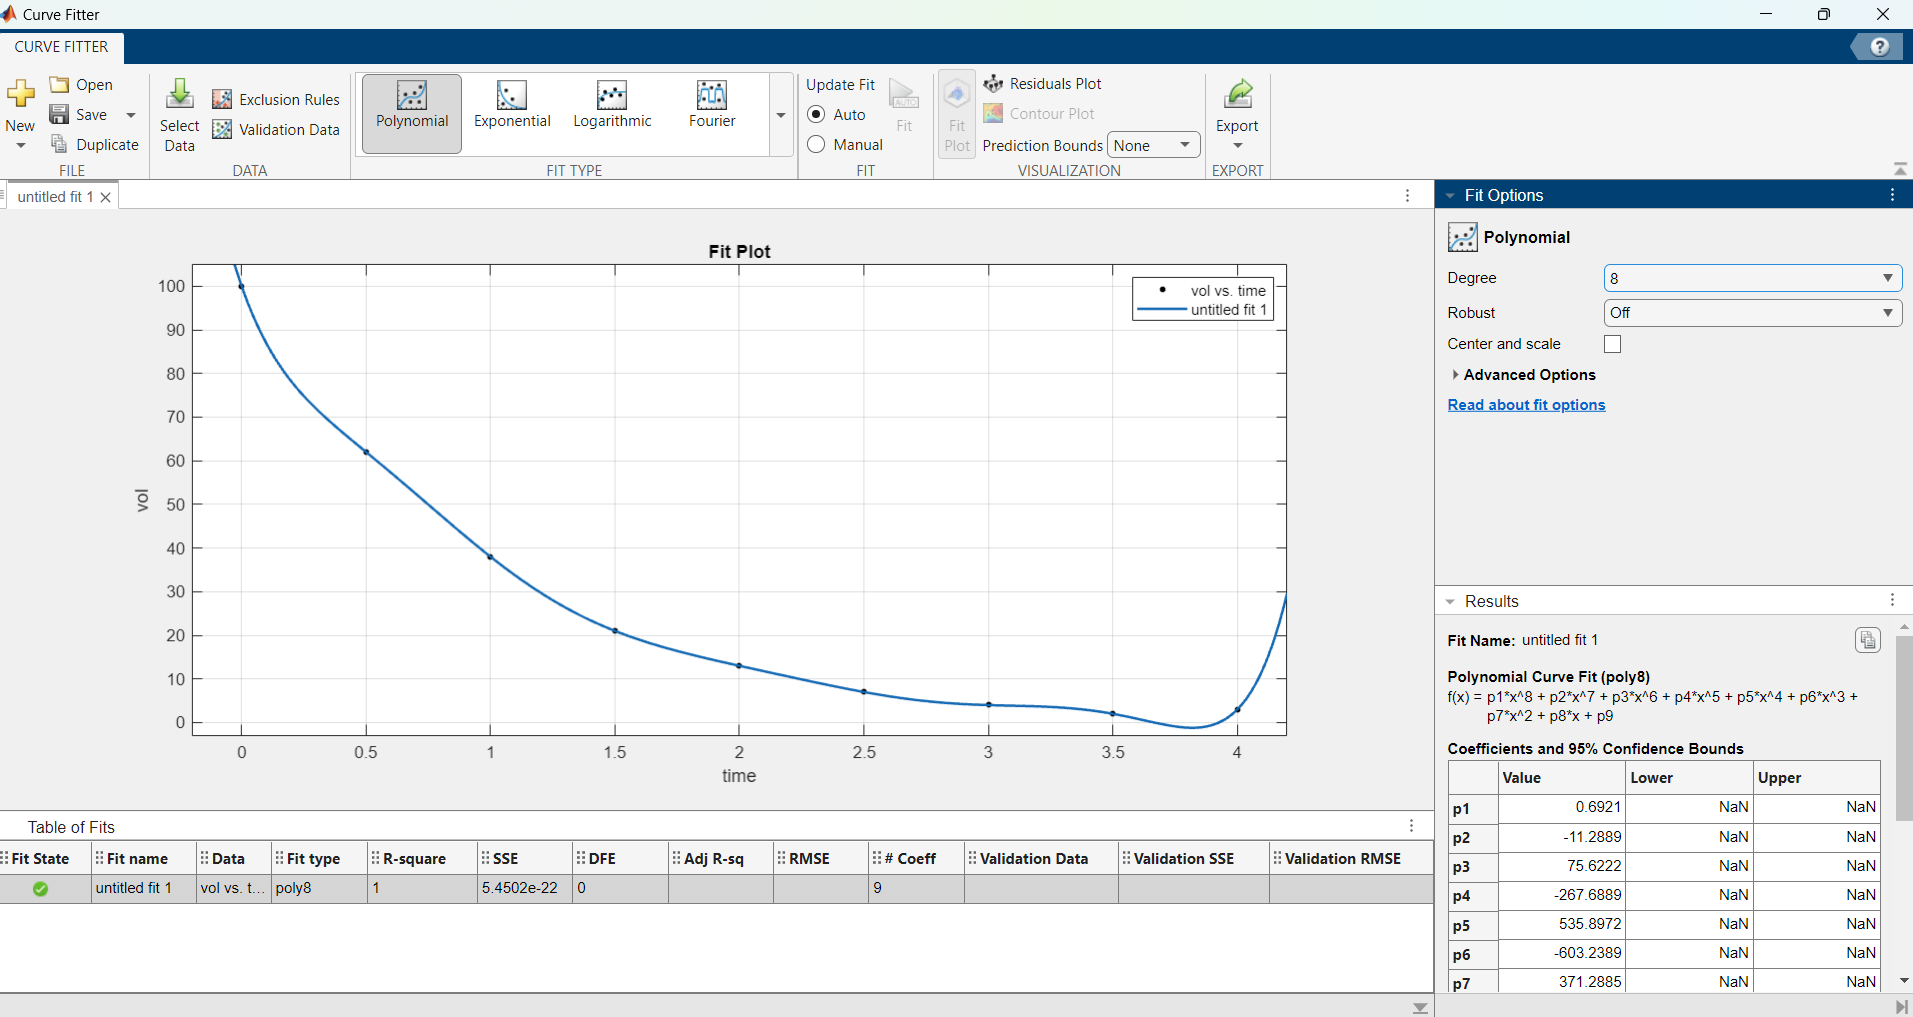 Curve Fitter
CURVE FITTER
New
Open
Save
Duplicate
FILE
Select Data
Exclusion Rules
Validation Data
DATA
Polynomial
Exponential
Logarithmic
Fourier
FIT TYPE
Update Fit
Auto
Manual
AUTO
Fit
FIT
Fit Plot
Residuals Plot
Contour Plot
Prediction Bounds None
VISUALIZATION
Export
EXPORT
untitled fit 1
Fit Plot
vol vs. time
untitled fit 1
100
90
80
70
60
50
40
30
20
10
0
vol
0 0.5 1 1.5 2 2.5 3 3.5 4
time
Table of Fits
Fit State Fit name Data Fit type R-square SSE DFE Adj R-sq RMSE # Coeff Validation Data Validation SSE Validation RMSE
untitled fit 1 vol vs. t... poly8 1 5.4502e-22 0 9
Fit Options
Polynomial
Degree 8
Robust Off
Center and scale
Advanced Options
Read about fit options
Results
Fit Name: untitled fit 1
Polynomial Curve Fit (poly8)
f(x) = p1*x^8 + p2*x^7 + p3*x^6 + p4*x^5 + p5*x^4 + p6*x^3 +
p7*x^2 + p8*x + p9
Coefficients and 95% Confidence Bounds
Value Lower Upper
p1 0.6921 NaN NaN
p2 -11.2889 NaN NaN
p3 75.6222 NaN NaN
p4 -267.6889 NaN NaN
p5 535.8972 NaN NaN
p6 -603.2389 NaN NaN
p7 371.2885 NaN NaN